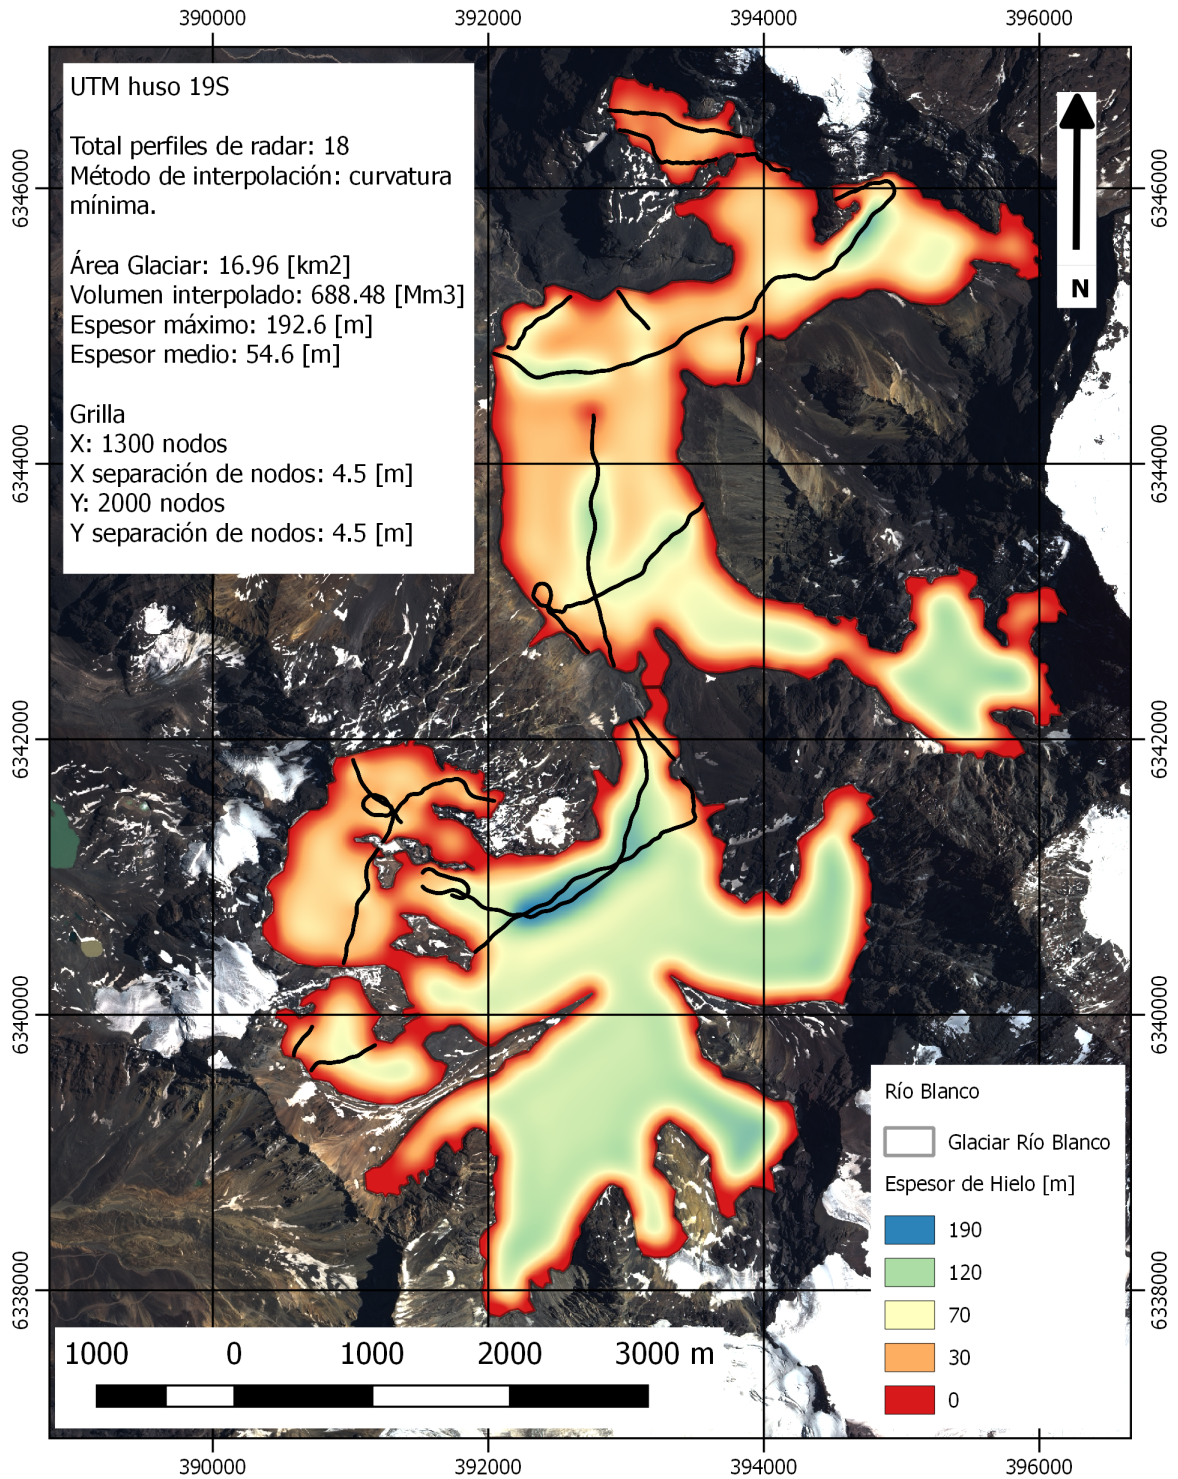 390000 392000 394000 396000
UTM huso 19S
Total perfiles de radar: 18
Método de interpolación: curvatura
mínima.
Área Glaciar: 16.96 [km2]
Volumen interpolado: 688.48 [Mm3]
Espesor máximo: 192.6 [m]
Espesor medio: 54.6 [m]
Grilla
X: 1300 nodos
X separación de nodos: 4.5 [m]
Y: 2000 nodos
Y separación de nodos: 4.5 [m]
N
6346000 6346000
6344000 6344000
6342000 6342000
6340000 6340000
6338000 6338000
Río Blanco
Glaciar Río Blanco
Espesor de Hielo [m]
190
120
70
30
0
1000 0 1000 2000 3000 m
390000 392000 394000 396000